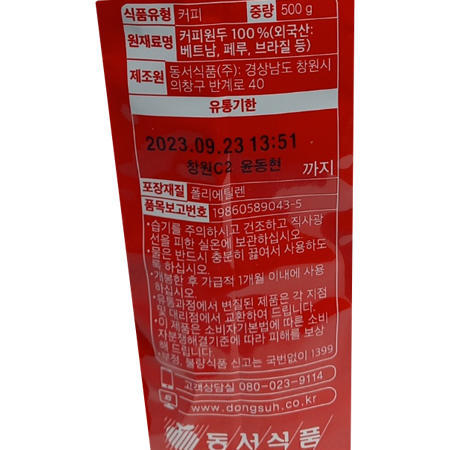 식품유형 커피 중량 500 g
원재료명 커피원두 100%(외국산:
베트남, 페루, 브라질 등)
제조원 동서식품(주): 경상남도 창원시
의창구 반계로 40
유통기한
2023.09.23 13:51
창원C2 윤동현 까지
포장재질 폴리에틸렌
품목보고번호 19860589043-5
•습기를 주의하시고 건조하고 직사광
선을 피한 실온에 보관하십시오.
•물은 반드시 충분히 끓여서 사용하도
록 하십시오.
•개봉한 후 가급적 1개월 이내에 사용
하십시오.
•유통과정에서 변질된 제품은 각 지점
및 대리점에서 교환하여 드립니다.
•이 제품은 소비자기본법에 따른 소비
자분쟁해결기준에 따라 피해를 보상
해 드립니다.
•부정, 불량식품 신고는 국번없이 1399
고객상담실 080-023-9114
www.dongsuh.co.kr
동서식품